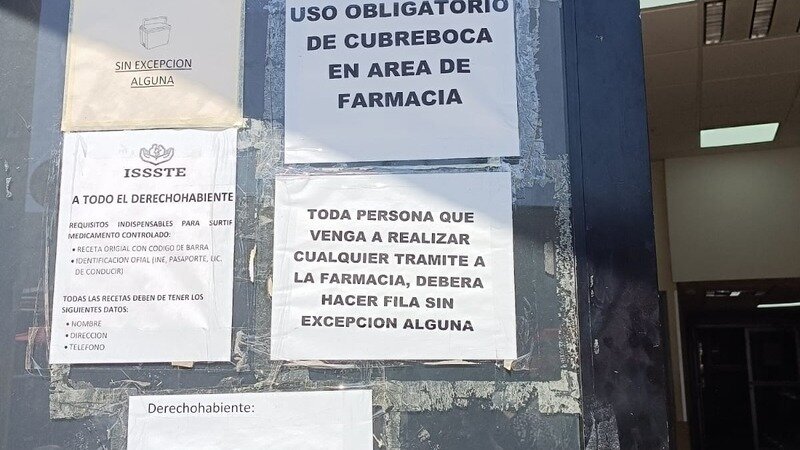 SIN EXCEPCION
ALGUNA
USO OBLIGATORIO
DE CUBREBOCA
EN AREA DE
FARMACIA
ISSSTE
A TODO EL DERECHOHABIENTE
REQUISITOS INDISPENSABLES PARA SURTIR
MEDICAMENTO CONTROLADO:
• RECETA ORIGIAL CON CODIGO DE BARRA
• IDENTIFICACION OFIAL (INE, PASAPORTE, LIC.
DE CONDUCIR)
TODAS LAS RECETAS DEBEN DE TENER LOS
SIGUIENTES DATOS:
• NOMBRE
• DIRECCION
• TELEFONO
TODA PERSONA QUE
VENGA A REALIZAR
CUALQUIER TRAMITE A
LA FARMACIA, DEBERA
HACER FILA SIN
EXCEPCION ALGUNA
Derechohabiente: